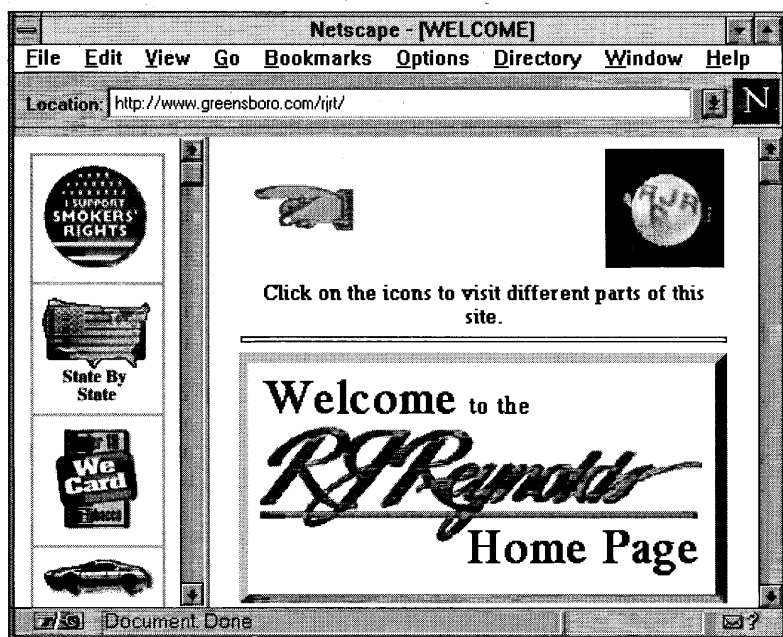 Netscape - [WELCOME]
File Edit View Go Bookmarks Options Directory Window Help
Location: http://www.greensboro.com/rjrt/
N
I SUPPORT
SMOKERS'
RIGHTS
State By
State
We
Card
Tobacco
RJR
Click on the icons to visit different parts of this
site.
Welcome to the
RJReynolds
Home Page
Document: Done
?